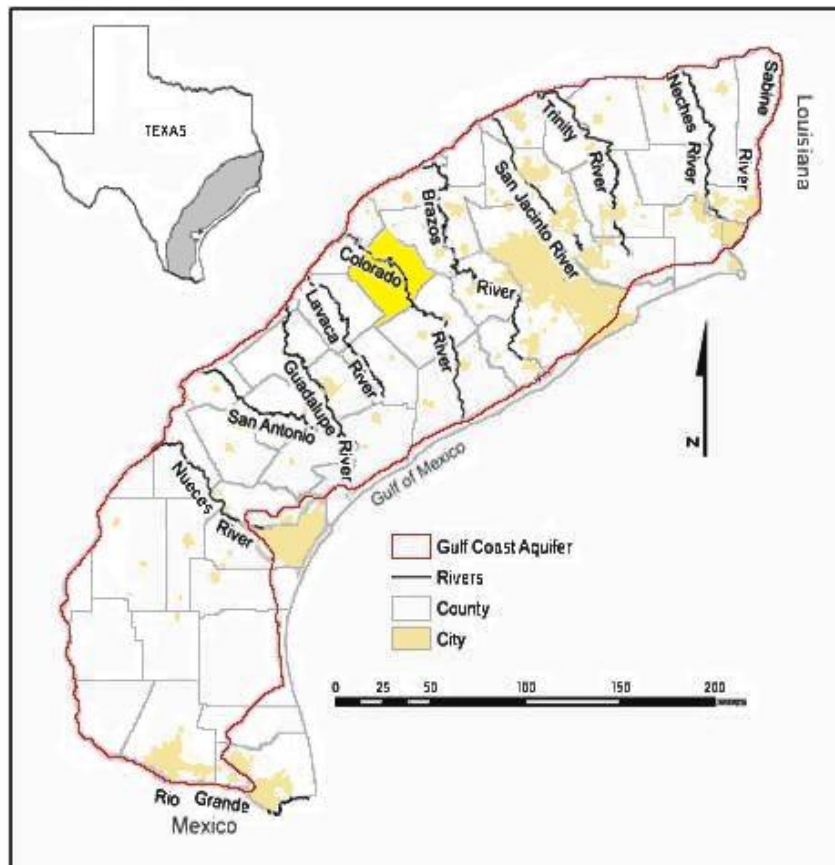 TEXAS
Louisiana
Sabine
River
Neches
River
Trinity
River
San Jacinto River
Brazos
River
Colorado
River
Lavaca
River
Guadalupe
River
San Antonio
Nueces
River
Gulf of Mexico
N
Gulf Coast Aquifer
Rivers
County
City
0 25 50 100 150 200
Rio Grande
Mexico